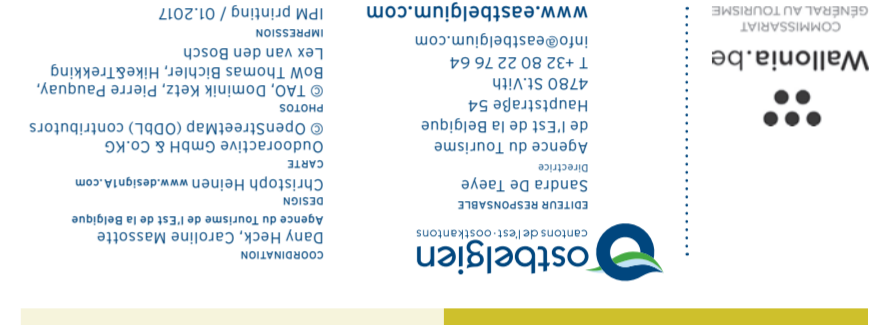 ostbelgien
cantons de l'est · ostkantons
EDITEUR RESPONSABLE
Sandra De Taeye
Directrice
Agence du Tourisme
de l'Est de la Belgique
Hauptstraße 54
4780 St.Vith
T +32 80 22 76 64
info@eastbelgium.com
www.eastbelgium.com
COORDINATION
Dany Heck, Caroline Massotte
Agence du Tourisme de l'Est de la Belgique
DESIGN
Christoph Heinen www.design1A.com
CARTE
Oudooractive GmbH & Co.KG
© OpenStreetMap (ODbL) contributors
PHOTOS
© TAO, Dominik Ketz, Pierre Pauquay,
BOW Thomas Bichler, Hike&Trekking
Lex van den Bosch
IMPRESSION
IPM printing / 01.2017
Wallonia.be
COMMISSARIAT
GÉNÉRAL AU TOURISME